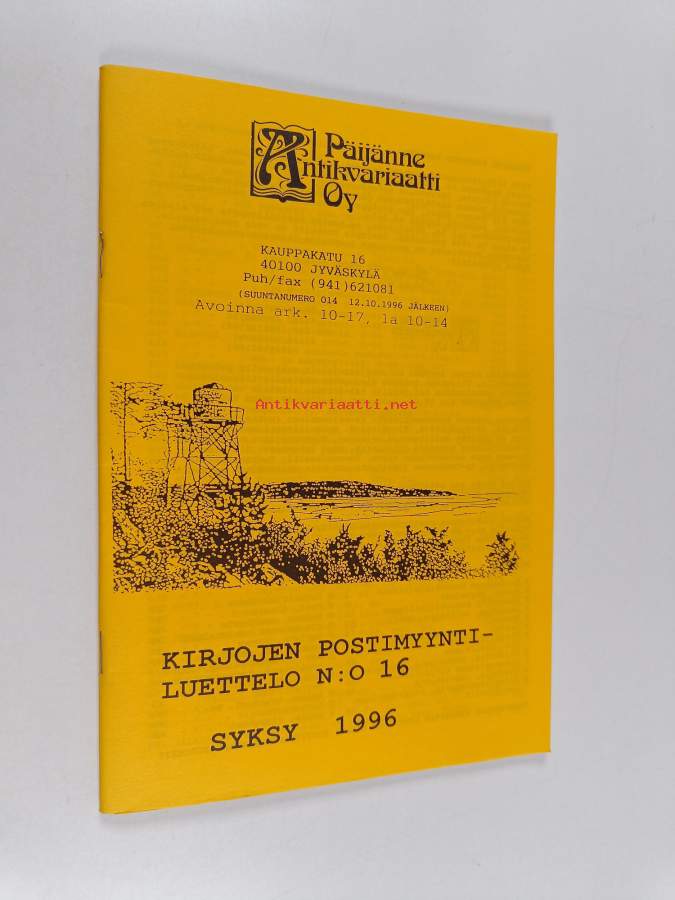 Päijänne
Antikvariaatti
Oy
KAUPPAKATU 16
40100 JYVÄSKYLÄ
Puh/fax (941)621081
(SUUNTANUMERO 014 12.10.1996 JÄLKEEN)
Avoinna ark. 10-17, la 10-14
Antikvariaatti.net
KIRJOJEN POSTIMYYNTI-
LUETTELO N:O 16
SYKSY 1996